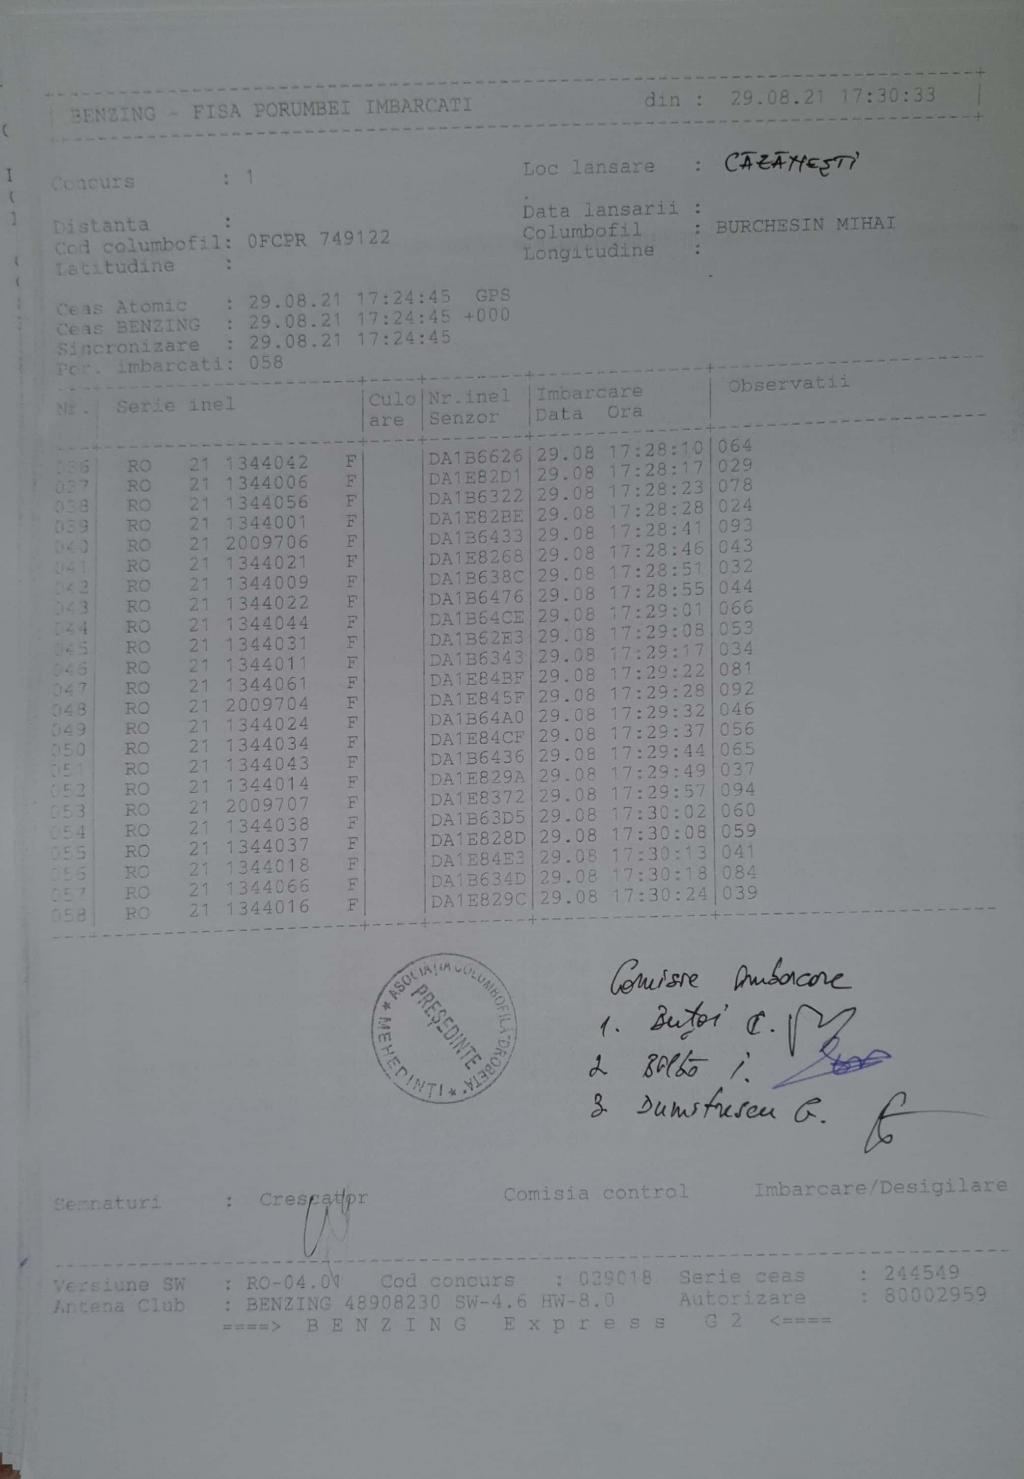 BENZING - FISA PORUMBEI IMBARCATI din : 29.08.21 17:30:33
Concurs : 1 Loc lansare : CĂZĂNEȘTI
Distanta : Data lansarii :
Cod columbofil: 0FCPR 749122 Columbofil : BURCHESIN MIHAI
Latitudine : Longitudine :
Ceas Atomic : 29.08.21 17:24:45 GPS
Ceas BENZING : 29.08.21 17:24:45 +000
Sincronizare : 29.08.21 17:24:45
Por. imbarcati: 058
Nr. Serie inel Culo Nr.inel Imbarcare Observatii
are Senzor Data Ora
036 RO 21 1344042 F DA1B6626 29.08 17:28:10 064
037 RO 21 1344006 F DA1E82D1 29.08 17:28:17 029
038 RO 21 1344056 F DA1B6322 29.08 17:28:23 078
039 RO 21 1344001 F DA1E82BE 29.08 17:28:28 024
040 RO 21 2009706 F DA1B6433 29.08 17:28:41 093
041 RO 21 1344021 F DA1E8268 29.08 17:28:46 043
042 RO 21 1344009 F DA1B638C 29.08 17:28:51 032
043 RO 21 1344022 F DA1B6476 29.08 17:28:55 044
044 RO 21 1344044 F DA1B64CE 29.08 17:29:01 066
045 RO 21 1344031 F DA1B62E3 29.08 17:29:08 053
046 RO 21 1344011 F DA1B6343 29.08 17:29:17 034
047 RO 21 1344061 F DA1E84BF 29.08 17:29:22 081
048 RO 21 2009704 F DA1E845F 29.08 17:29:28 092
049 RO 21 1344024 F DA1B64A0 29.08 17:29:32 046
050 RO 21 1344034 F DA1E84CF 29.08 17:29:37 056
051 RO 21 1344043 F DA1B6436 29.08 17:29:44 065
052 RO 21 1344014 F DA1E829A 29.08 17:29:49 037
053 RO 21 2009707 F DA1E8372 29.08 17:29:57 094
054 RO 21 1344038 F DA1B63D5 29.08 17:30:02 060
055 RO 21 1344037 F DA1E828D 29.08 17:30:08 059
056 RO 21 1344018 F DA1E84E3 29.08 17:30:13 041
057 RO 21 1344066 F DA1B634D 29.08 17:30:18 084
058 RO 21 1344016 F DA1E829C 29.08 17:30:24 039
ASOCIAȚIA COLUMBOFILĂ "DROBETA" * MEHEDINTI *
PREȘEDINTE
Comisie Imbarcare
1. Buțoi C.
2 Balto i.
3 Dumitrescu G.
Semnaturi : Crescator Comisia control Imbarcare/Desigilare
Versiune SW : RO-04.01 Cod concurs : 029018 Serie ceas : 244549
Antena Club : BENZING 48908230 SW-4.6 HW-8.0 Autorizare : 80002959
====> B E N Z I N G E x p r e s s G 2 <====